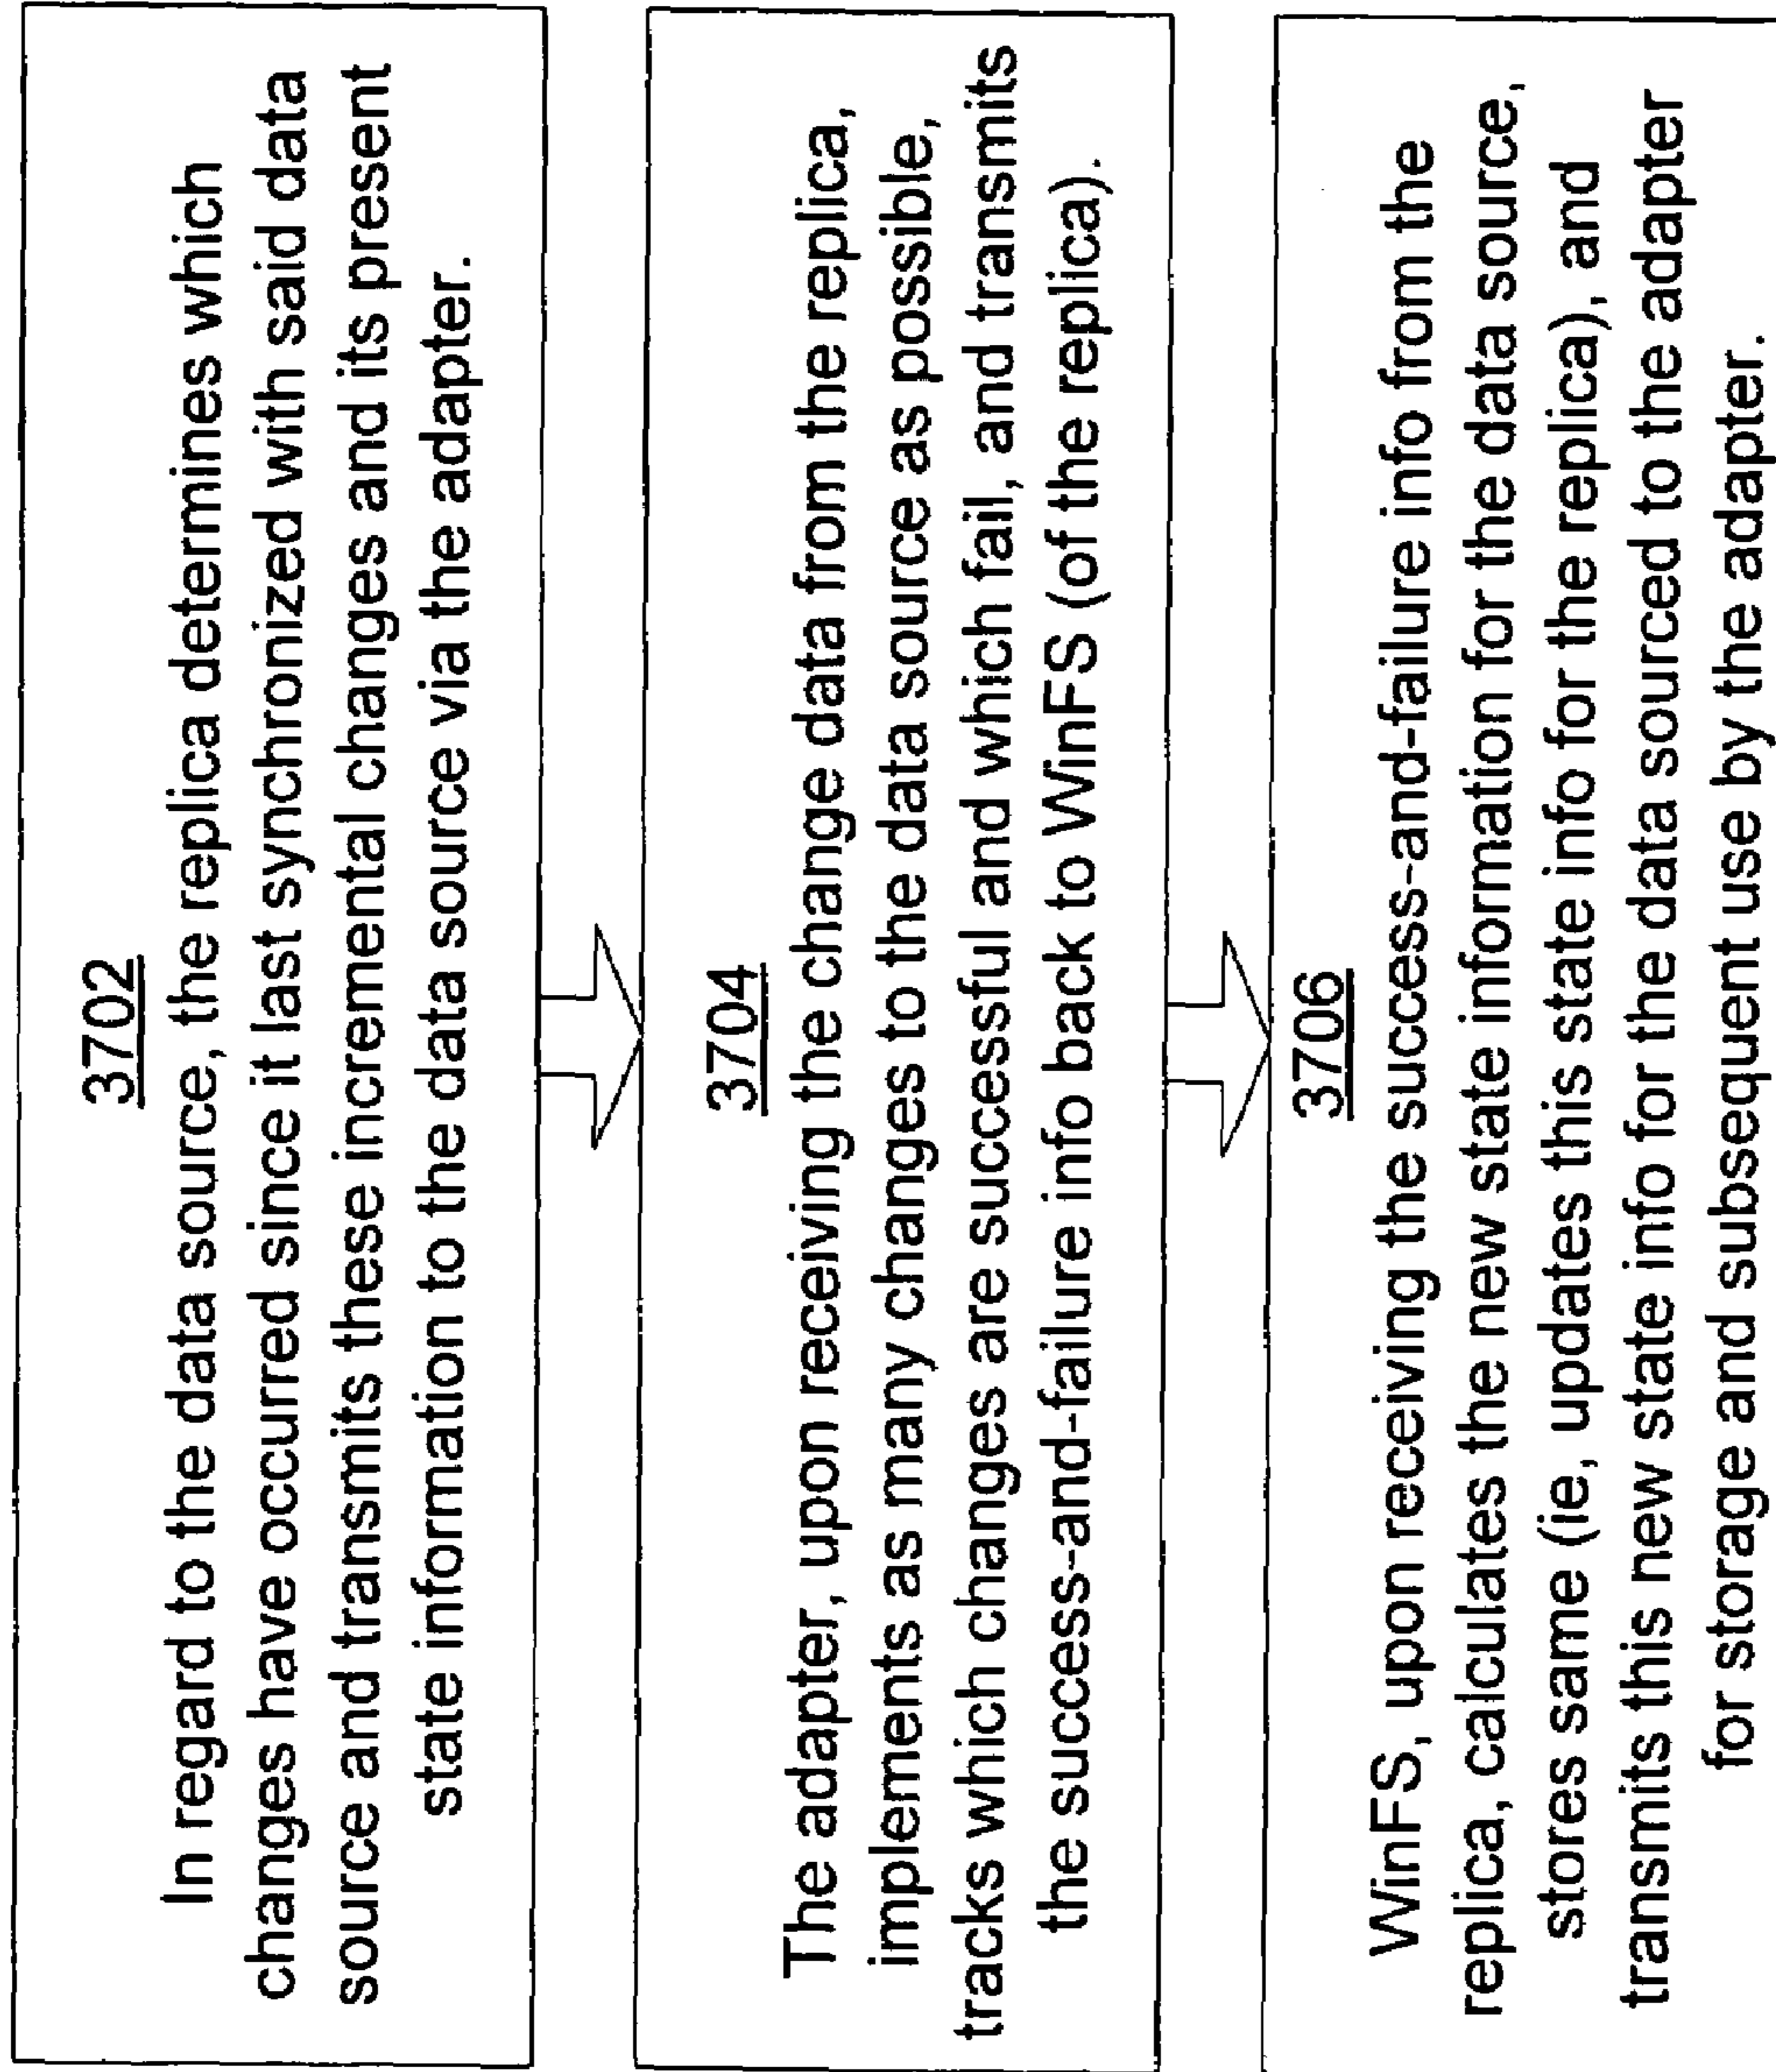 3702
In regard to the data source, the replica determines which
changes have occurred since it last synchronized with said data
source and transmits these incremental changes and its present
state information to the data source via the adapter.
3704
The adapter, upon receiving the change data from the replica,
implements as many changes to the data source as possible,
tracks which changes are successful and which fail, and transmits
the success-and-failure info back to WinFS (of the replica).
3706
WinFS, upon receiving the success-and-failure info from the
replica, calculates the new state information for the data source,
stores same (ie, updates this state info for the replica), and
transmits this new state info for the data sourced to the adapter
for storage and subsequent use by the adapter.